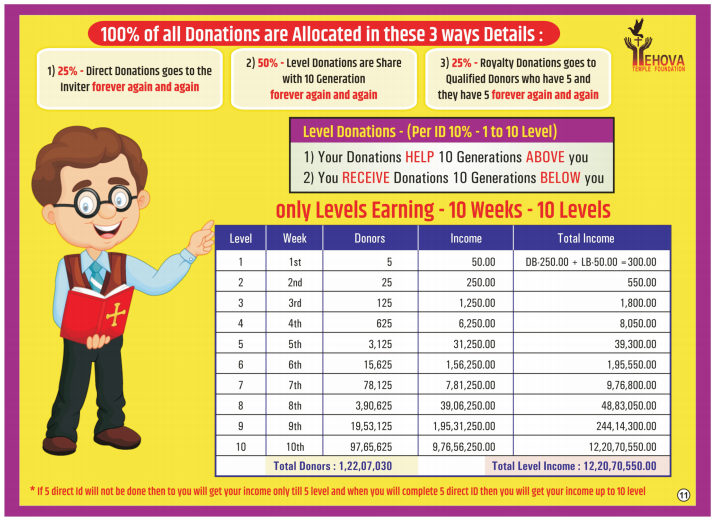 100% of all Donations are Allocated in these 3 ways Details :
YEHOVA
TEMPLE FOUNDATION
1) 25% - Direct Donations goes to the
Inviter forever again and again
2) 50% - Level Donations are Share
with 10 Generation
forever again and again
3) 25% - Royalty Donations goes to
Qualified Donors who have 5 and
they have 5 forever again and again
Level Donations - (Per ID 10% - 1 to 10 Level)
1) Your Donations HELP 10 Generations ABOVE you
2) You RECEIVE Donations 10 Generations BELOW you
only Levels Earning - 10 Weeks - 10 Levels
Level Week Donors Income Total Income
1 1st 5 50.00 DB-250.00 + LB-50.00 =300.00
2 2nd 25 250.00 550.00
3 3rd 125 1,250.00 1,800.00
4 4th 625 6,250.00 8,050.00
5 5th 3,125 31,250.00 39,300.00
6 6th 15,625 1,56,250.00 1,95,550.00
7 7th 78,125 7,81,250.00 9,76,800.00
8 8th 3,90,625 39,06,250.00 48,83,050.00
9 9th 19,53,125 1,95,31,250.00 244,14,300.00
10 10th 97,65,625 9,76,56,250.00 12,20,70,550.00
Total Donors : 1,22,07,030 Total Level Income : 12,20,70,550.00
* If 5 direct Id will not be done then to you will get your income only till 5 level and when you will complete 5 direct ID then you will get your income up to 10 level
11